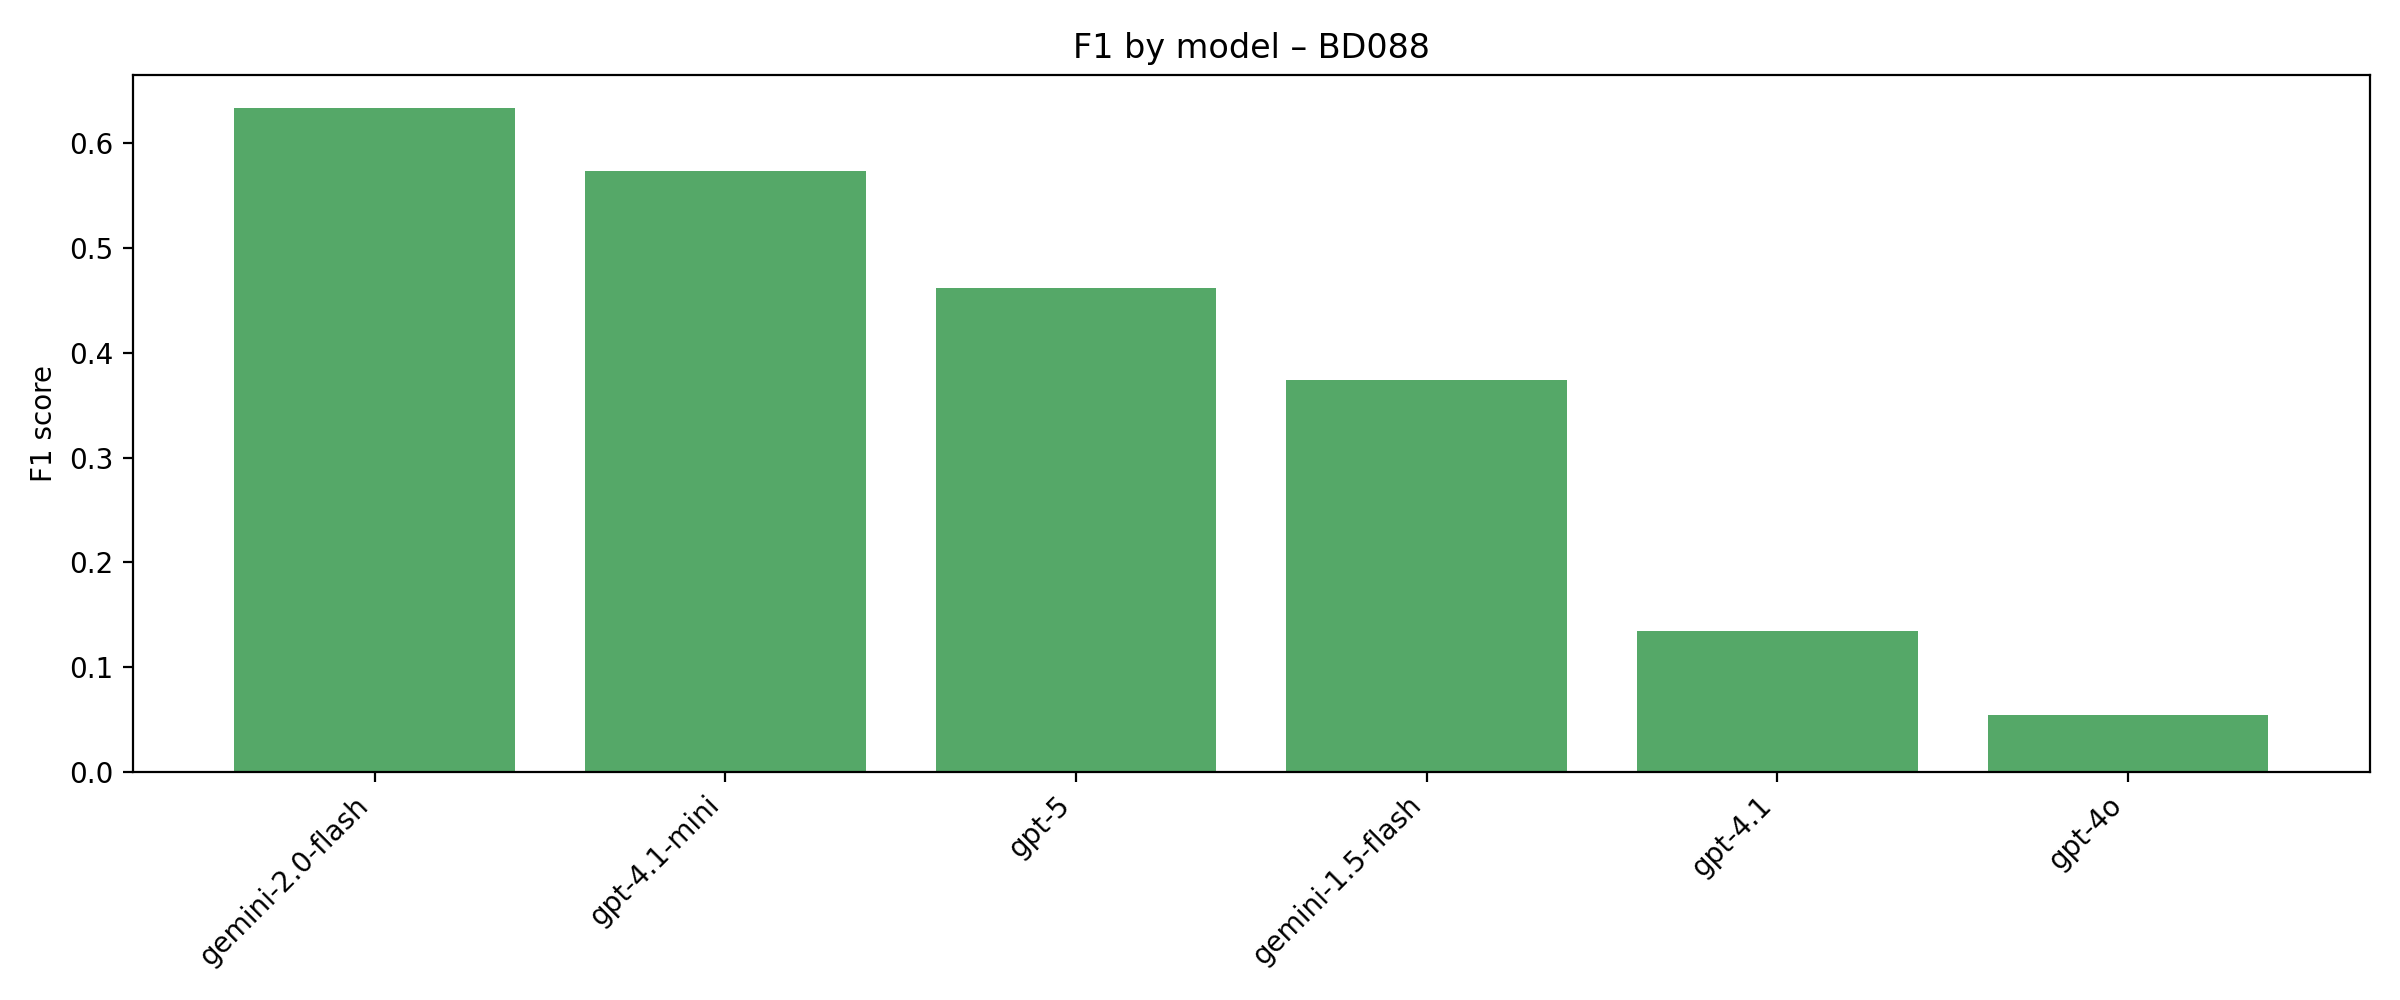 F1 by model – BD088
F1 score
0.6
0.5
0.4
0.3
0.2
0.1
0.0
gemini-2.0-flash
gpt-4.1-mini
gpt-5
gemini-1.5-flash
gpt-4.1
gpt-4o